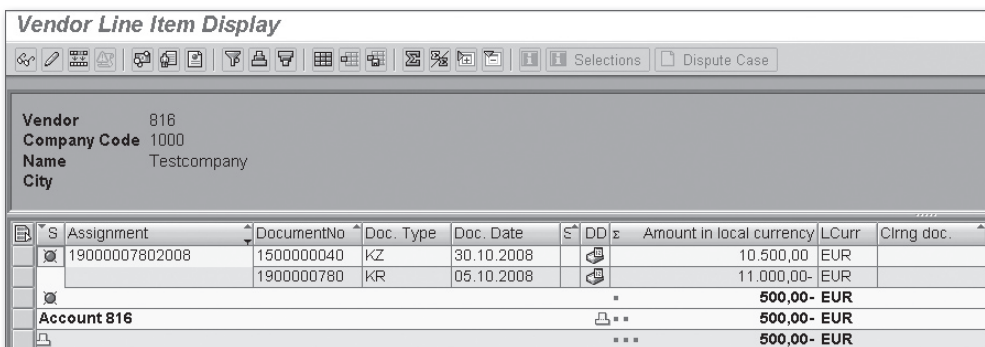 Vendor Line Item Display
Selections Dispute Case
Vendor 816
Company Code 1000
Name Testcompany
City
S Assignment DocumentNo Doc. Type Doc. Date S DD Σ Amount in local currency LCurr Clrng doc.
19000007802008 1500000040 KZ 30.10.2008 10.500,00 EUR
1900000780 KR 05.10.2008 11.000,00- EUR
500,00- EUR
Account 816 500,00- EUR
500,00- EUR